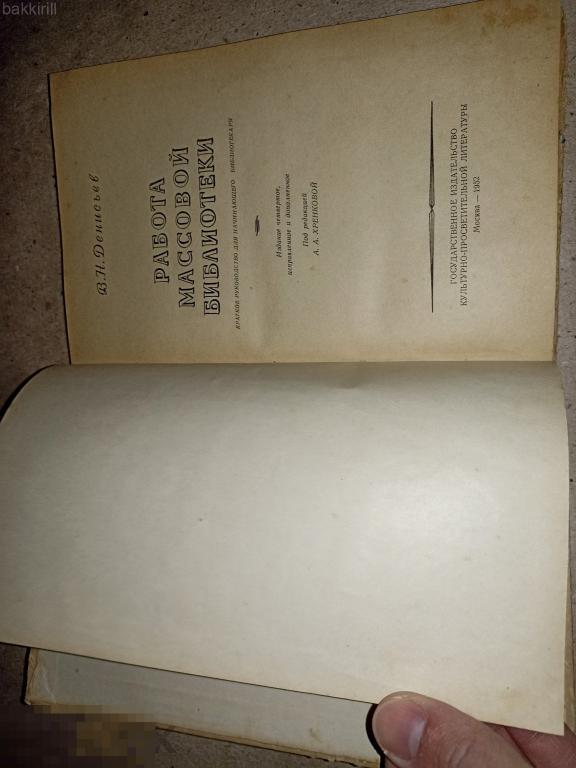 bakkirill
В. Н. Денисьев
РАБОТА
МАССОВОЙ
БИБЛИОТЕКИ
КРАТКОЕ РУКОВОДСТВО ДЛЯ НАЧИНАЮЩЕГО БИБЛИОТЕКАРЯ
Издание четвертое,
исправленное и дополненное
Под редакцией
А. А. ХРЕНКОВОЙ
ГОСУДАРСТВЕННОЕ ИЗДАТЕЛЬСТВО
КУЛЬТУРНО-ПРОСВЕТИТЕЛЬНОЙ ЛИТЕРАТУРЫ
Москва — 1952